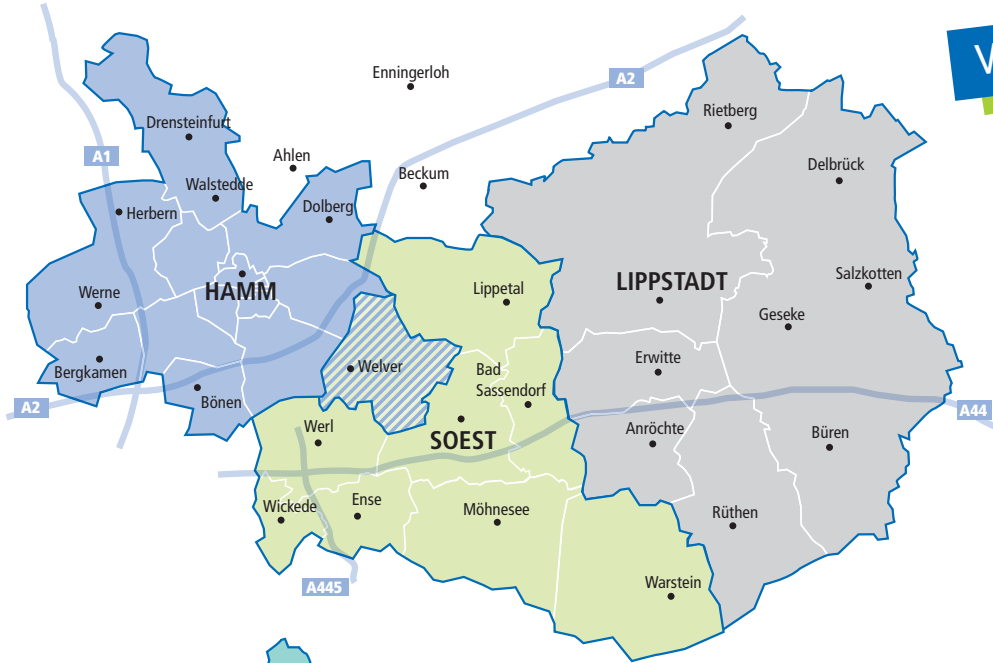 Enningerloh
A2
V
Rietberg
Drensteinfurt
A1
Ahlen
Delbrück
Beckum
Walstedde
Dolberg
Herbern
Salzkotten
LIPPSTADT
HAMM
Lippetal
Werne
Geseke
Erwitte
Welver
Bad
Sassendorf
Bergkamen
Bönen
A2
A44
Werl
SOEST
Anröchte
Büren
Wickede
Ense
Möhnesee
Rüthen
A445
Warstein